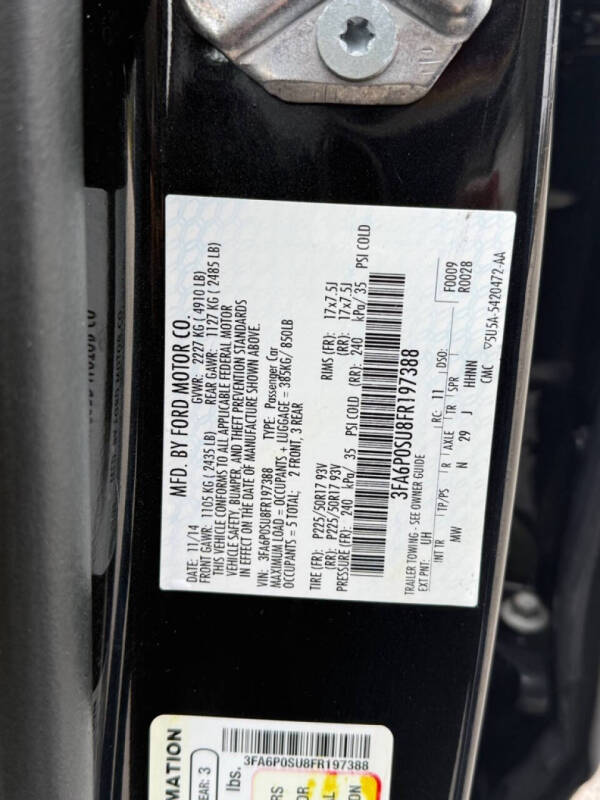 MFD. BY FORD MOTOR CO.
DATE: 11/14 GVWR: 2227 KG ( 4910 LB)
FRONT GAWR: 1105 KG ( 2435 LB) REAR GAWR: 1127 KG ( 2485 LB)
THIS VEHICLE CONFORMS TO ALL APPLICABLE FEDERAL MOTOR
VEHICLE SAFETY, BUMPER, AND THEFT PREVENTION STANDARDS
IN EFFECT ON THE DATE OF MANUFACTURE SHOWN ABOVE.
VIN: 3FA6P0SU8FR197388 TYPE: Passenger Car
MAXIMUM LOAD = OCCUPANTS + LUGGAGE = 385KG/ 850LB
OCCUPANTS = 5 TOTAL; 2 FRONT, 3 REAR
TIRE (FR): P225/50R17 93V RIMS (FR): 17x7.5J
(RR): P225/50R17 93V (RR): 17x7.5J
PRESSURE (FR): 240 kPa/ 35 PSI COLD (RR): 240 kPa/ 35 PSI COLD
3FA6P0SU8FR197388
TRAILER TOWING - SEE OWNER GUIDE
EXT PNT: UH RC: 11 DSO: F0009
R0028
INT TR TP/PS R AXLE TR SPR
MW N 29 J HHNN
CMC ▽5U5A-5420472-AA
3FA6P0SU8FR197388
EAR: 3
lbs.